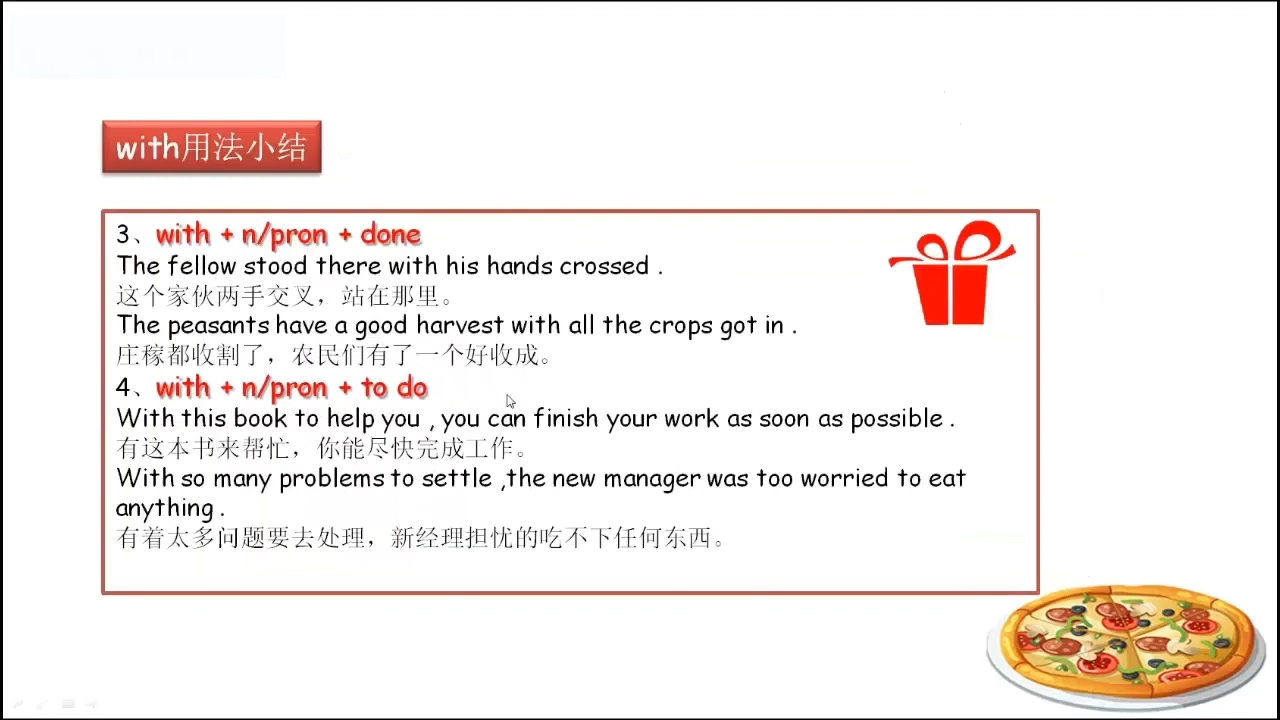 with用法小结
3、with + n/pron + done
The fellow stood there with his hands crossed .
这个家伙两手交叉，站在那里。
The peasants have a good harvest with all the crops got in .
庄稼都收割了，农民们有了一个好收成。
4、with + n/pron + to do
With this book to help you , you can finish your work as soon as possible .
有这本书来帮忙，你能尽快完成工作。
With so many problems to settle ,the new manager was too worried to eat
anything .
有着太多问题要去处理，新经理担忧的吃不下任何东西。